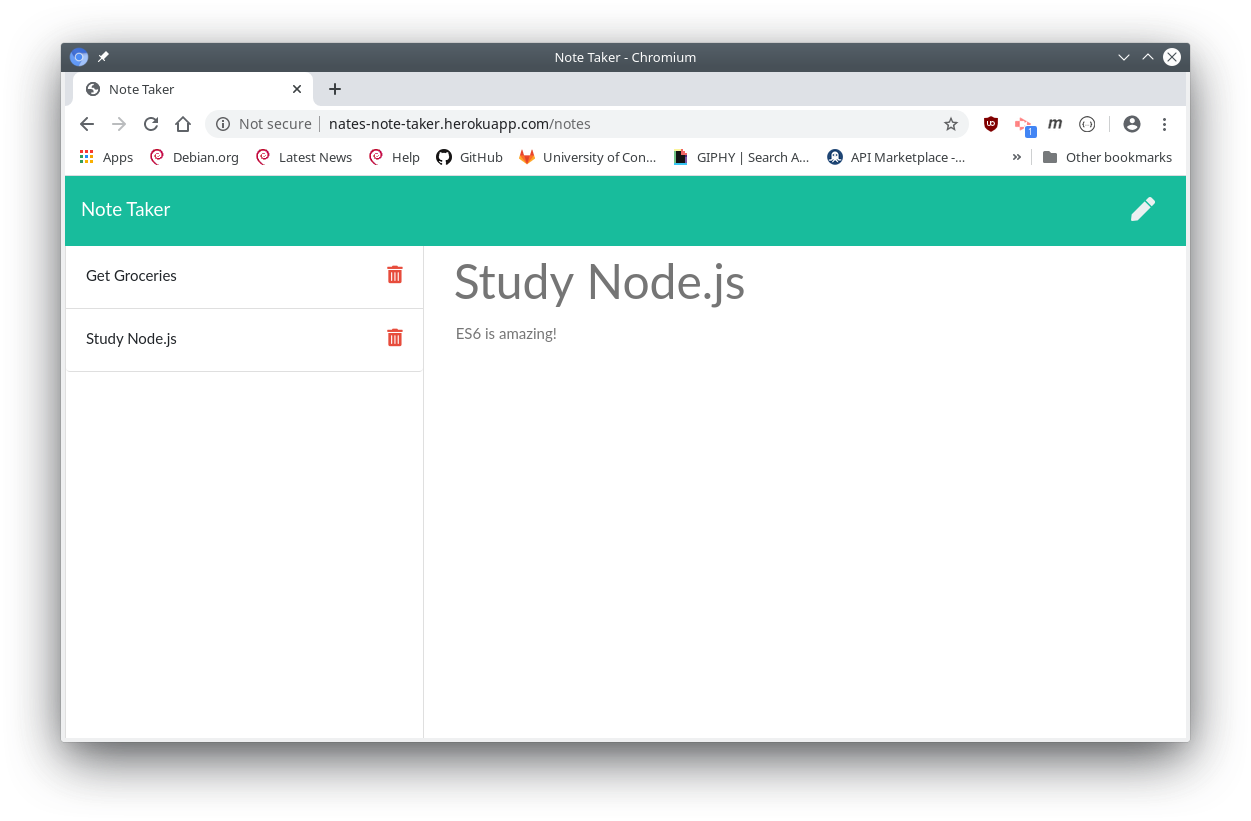 Note Taker - Chromium
Note Taker
Not secure nates-note-taker.herokuapp.com/notes
1
m
Apps Debian.org Latest News Help GitHub University of Con... GIPHY | Search A... API Marketplace -... » Other bookmarks
Note Taker
Get Groceries
Study Node.js
Study Node.js
ES6 is amazing!